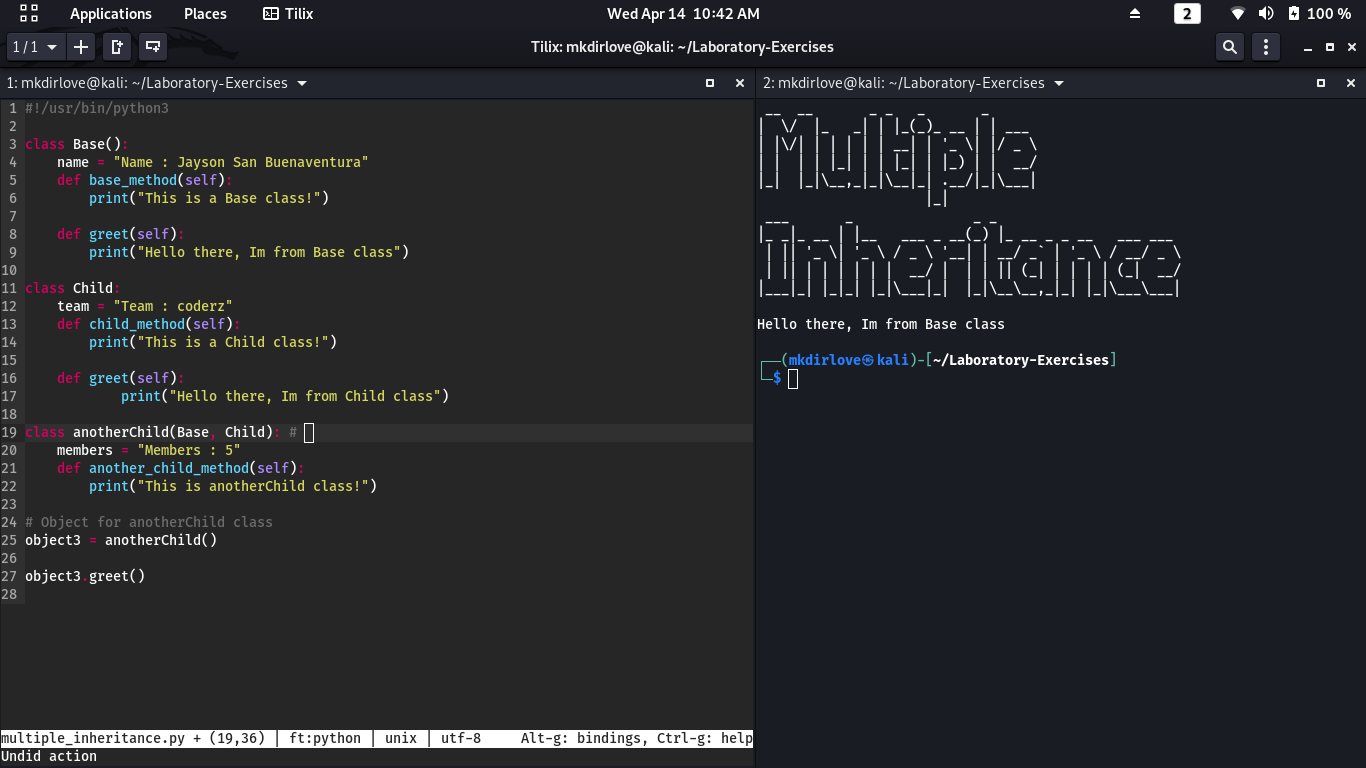 Applications Places Tilix Wed Apr 14 10:42 AM 2 100 %
1 / 1 Tilix: mkdirlove@kali: ~/Laboratory-Exercises
1: mkdirlove@kali: ~/Laboratory-Exercises
1 #!/usr/bin/python3
2
3 class Base():
4     name = "Name : Jayson San Buenaventura"
5     def base_method(self):
6         print("This is a Base class!")
7
8     def greet(self):
9         print("Hello there, Im from Base class")
10
11 class Child:
12     team = "Team : coderz"
13     def child_method(self):
14         print("This is a Child class!")
15
16     def greet(self):
17             print("Hello there, Im from Child class")
18
19 class anotherChild(Base, Child): #
20     members = "Members : 5"
21     def another_child_method(self):
22         print("This is anotherChild class!")
23
24 # Object for anotherChild class
25 object3 = anotherChild()
26
27 object3.greet()
28
multiple_inheritance.py + (19,36) | ft:python | unix | utf-8 Alt-g: bindings, Ctrl-g: help
Undid action
2: mkdirlove@kali: ~/Laboratory-Exercises
Multiple
Inheritance
Hello there, Im from Base class
┌──(mkdirlove㉿kali)-[~/Laboratory-Exercises]
└─$